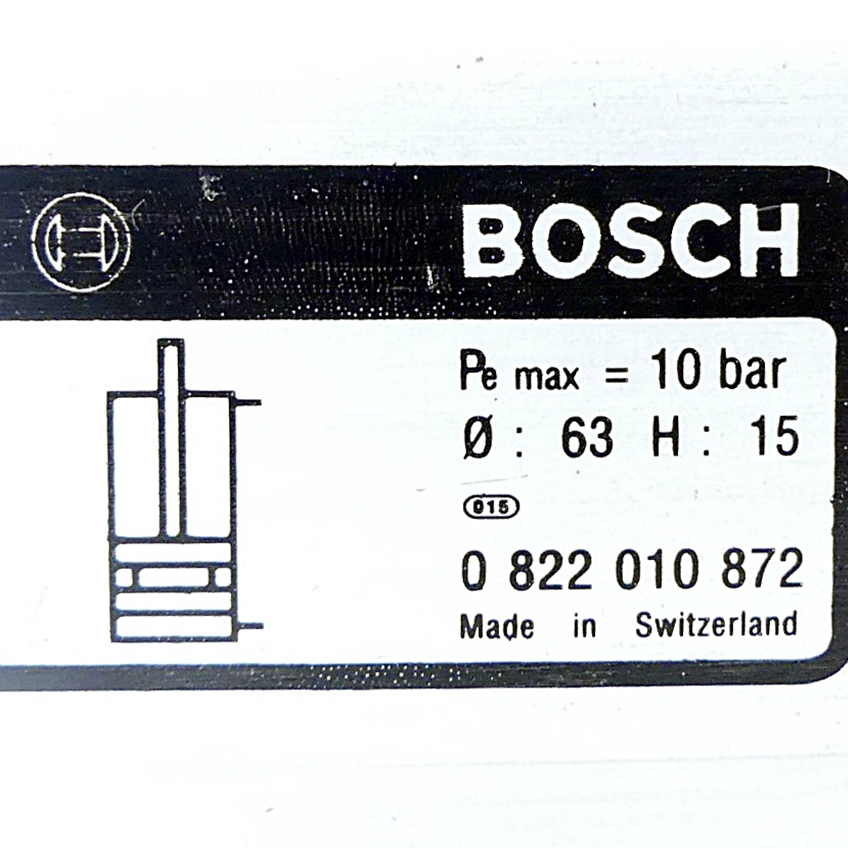 BOSCH
Pe max = 10 bar
Ø : 63 H : 15
015
0 822 010 872
Made in Switzerland